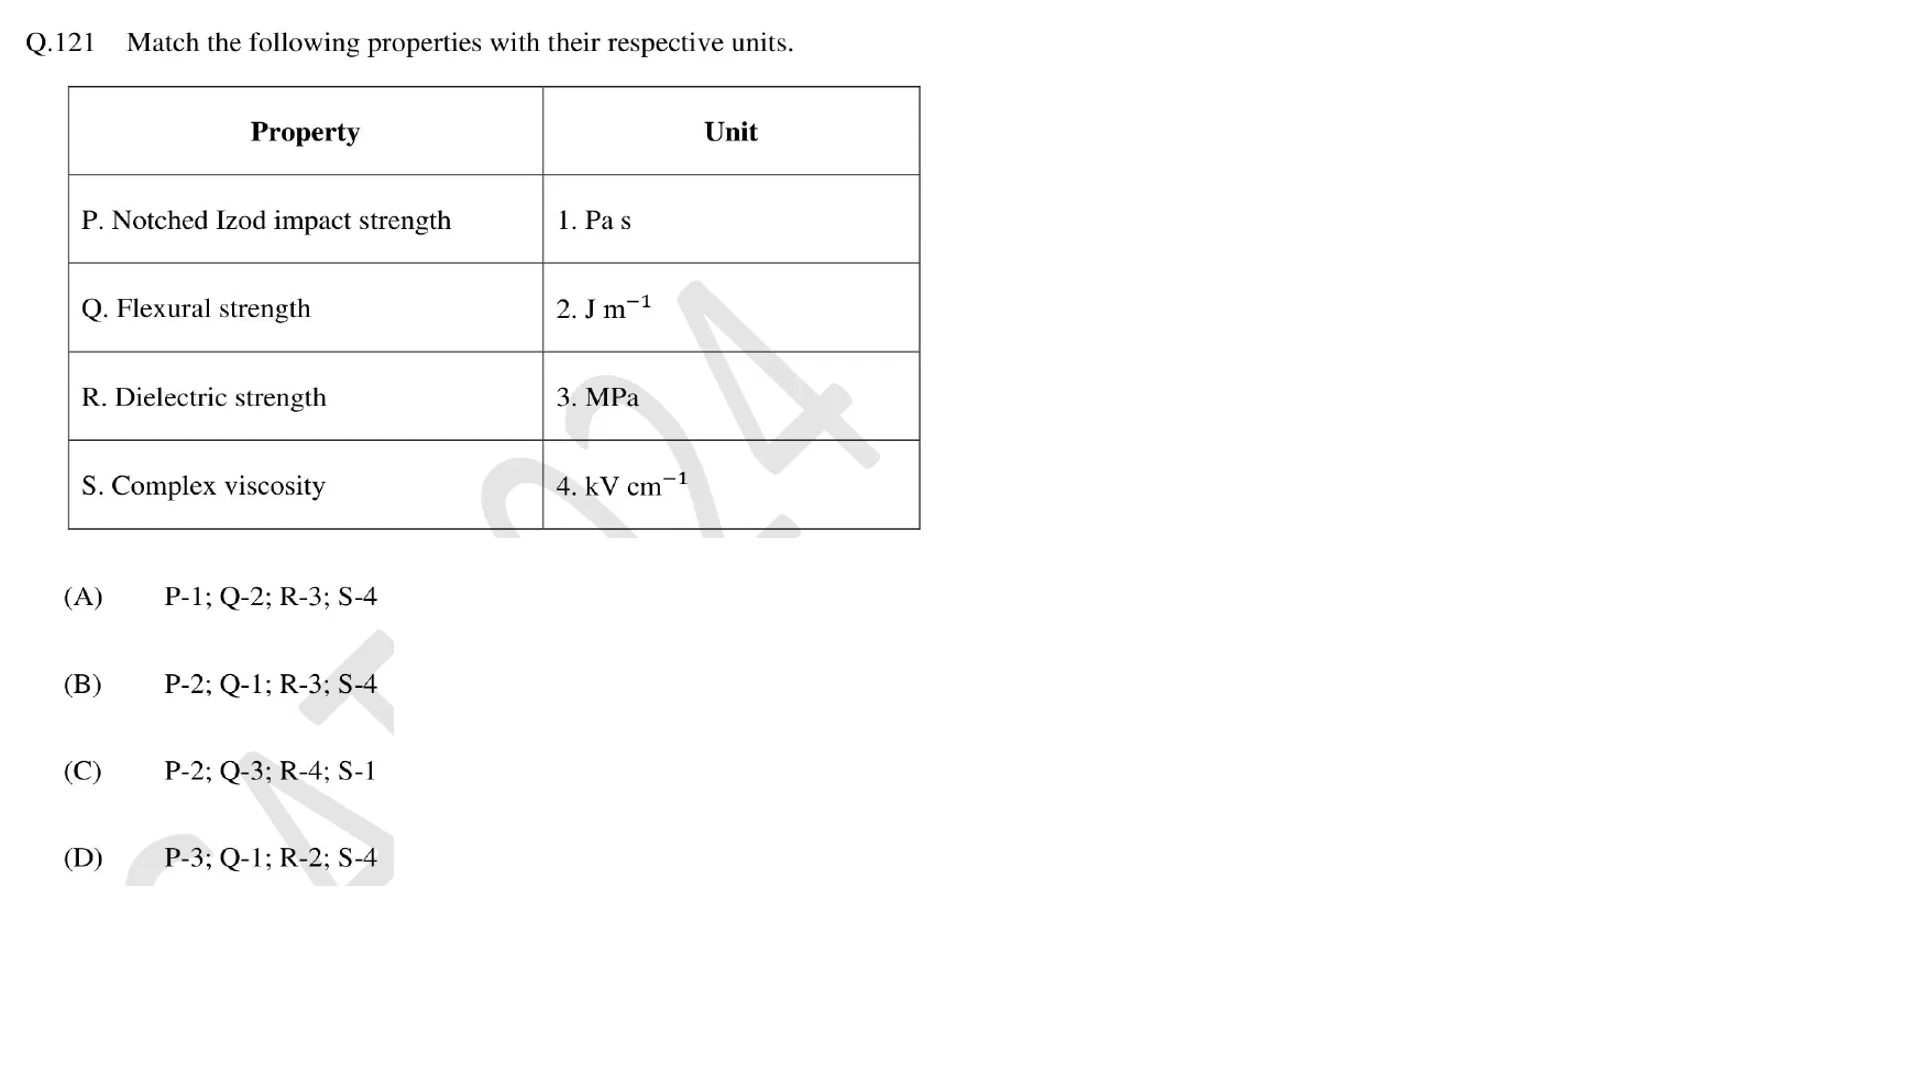 Q.121 Match the following properties with their respective units.
Property Unit
P. Notched Izod impact strength 1. Pa s
Q. Flexural strength 2. J m⁻¹
R. Dielectric strength 3. MPa
S. Complex viscosity 4. kV cm⁻¹
(A) P-1; Q-2; R-3; S-4
(B) P-2; Q-1; R-3; S-4
(C) P-2; Q-3; R-4; S-1
(D) P-3; Q-1; R-2; S-4